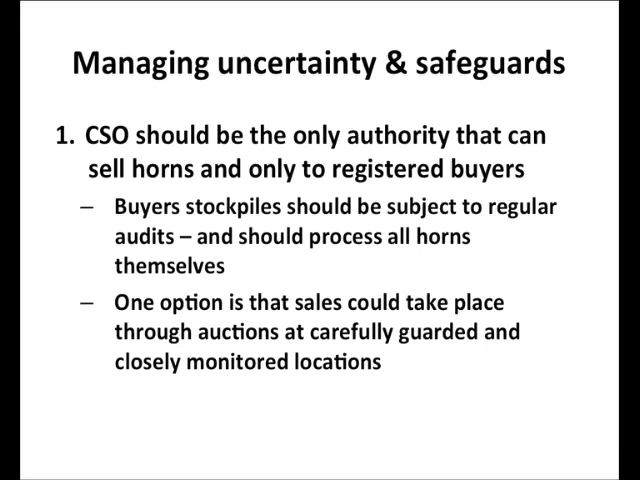 Managing uncertainty & safeguards
1. CSO should be the only authority that can
sell horns and only to registered buyers
– Buyers stockpiles should be subject to regular
audits – and should process all horns
themselves
– One option is that sales could take place
through auctions at carefully guarded and
closely monitored locations